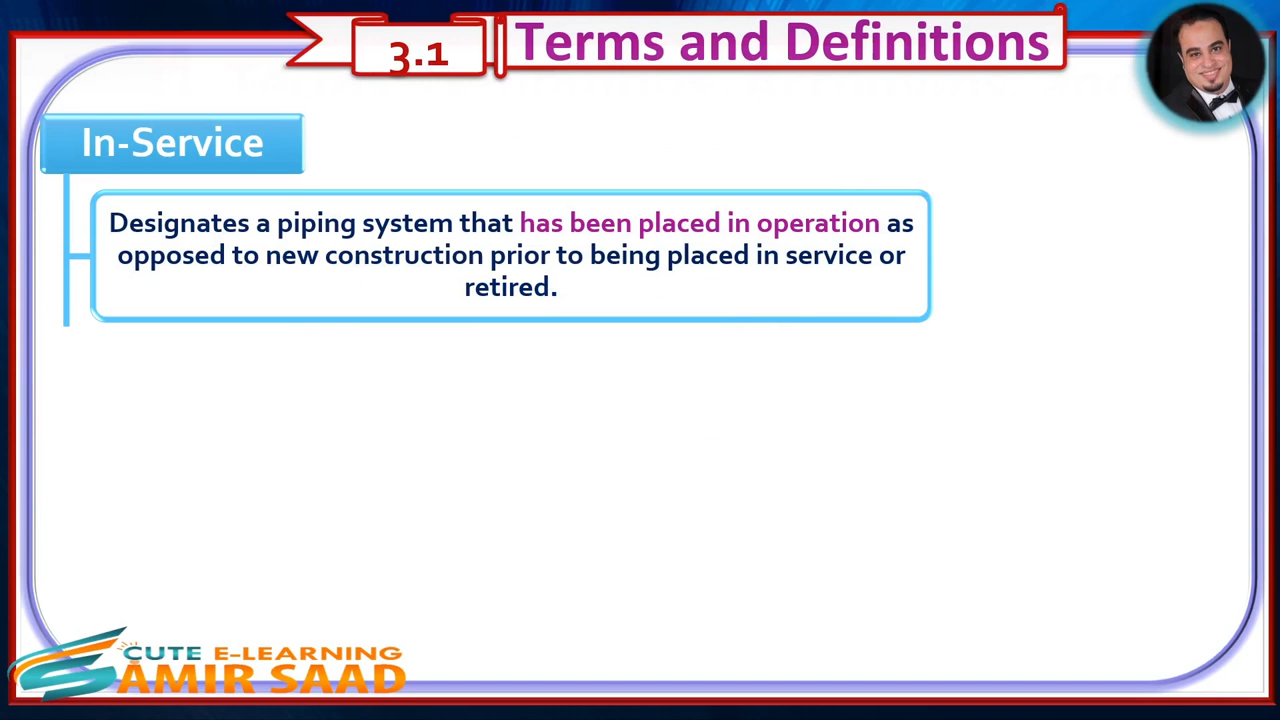 3.1
Terms and Definitions
In-Service
Designates a piping system that has been placed in operation as
opposed to new construction prior to being placed in service or
retired.
CUTE E-LEARNING
AMIR SAAD